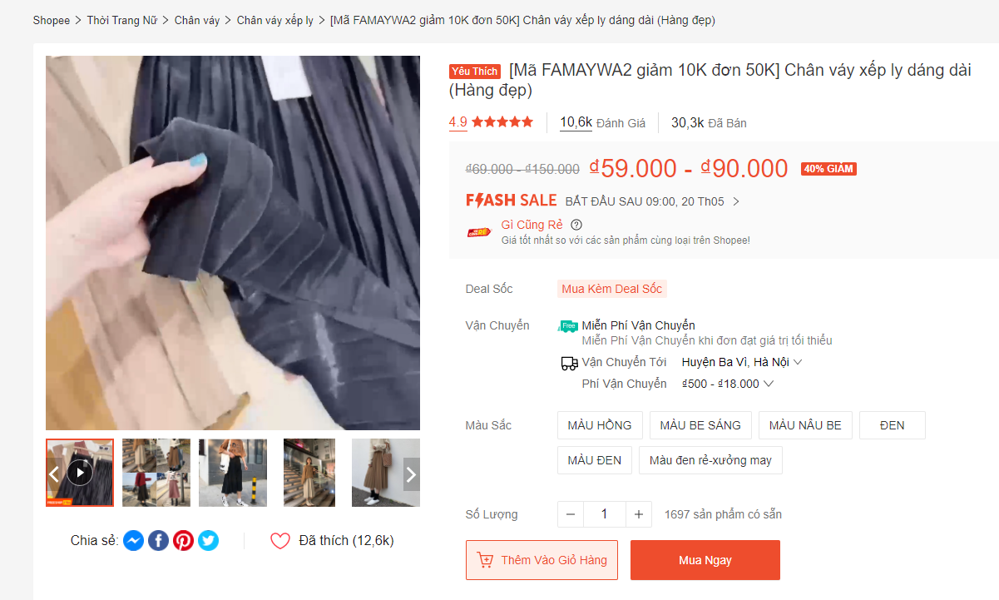 Shopee > Thời Trang Nữ > Chân váy > Chân váy xếp ly > [Mã FAMAYWA2 giảm 10K đơn 50K] Chân váy xếp ly dáng dài (Hàng đẹp)
Yêu Thích [Mã FAMAYWA2 giảm 10K đơn 50K] Chân váy xếp ly dáng dài
(Hàng đẹp)
4.9 10,6k Đánh Giá 30,3k Đã Bán
₫69.000 - ₫150.000 ₫59.000 - ₫90.000 40% GIẢM
FLASH SALE BẮT ĐẦU SAU 09:00, 20 Th05 >
Gì Cũng Rẻ ?
Giá tốt nhất so với các sản phẩm cùng loại trên Shopee!
Deal Sốc Mua Kèm Deal Sốc
Vận Chuyển Free Miễn Phí Vận Chuyển
Miễn Phí Vận Chuyển khi đơn đạt giá trị tối thiểu
Vận Chuyển Tới Huyện Ba Vì, Hà Nội
Phí Vận Chuyển ₫500 - ₫18.000
Màu Sắc MÀU HỒNG MÀU BE SÁNG MÀU NÂU BE ĐEN
MÀU ĐEN Màu đen rẻ-xưởng may
Số Lượng − 1 + 1697 sản phẩm có sẵn
Chia sẻ: Đã thích (12,6k)
Thêm Vào Giỏ Hàng Mua Ngay